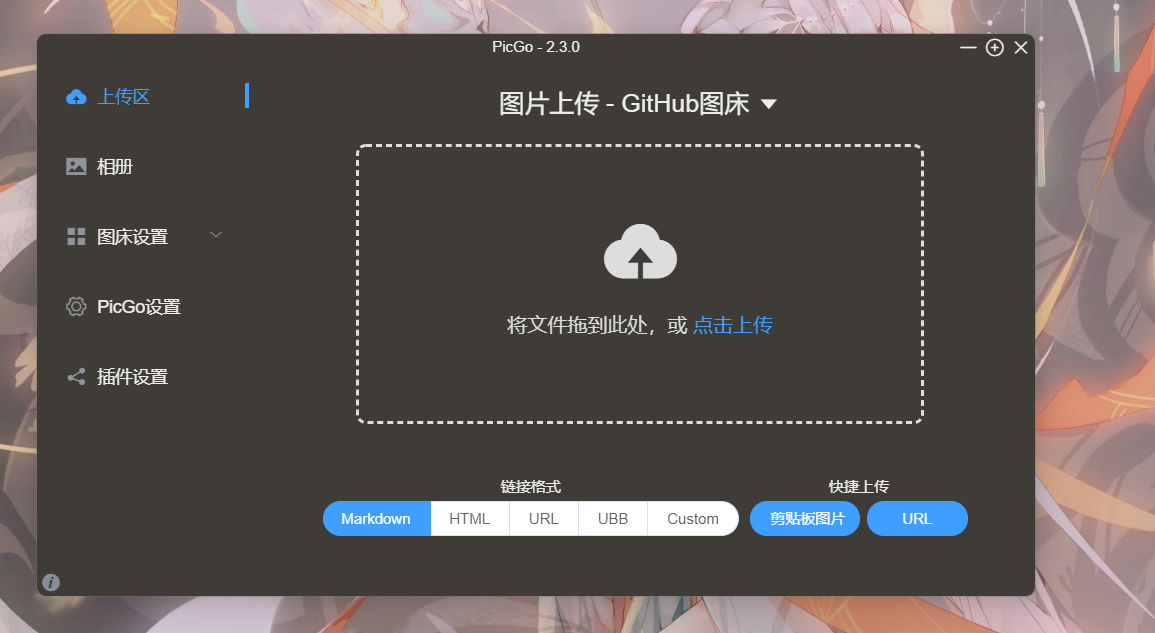 PicGo - 2.3.0
上传区
相册
图床设置
PicGo设置
插件设置
图片上传 - GitHub图床
将文件拖到此处，或 点击上传
链接格式
Markdown HTML URL UBB Custom
快捷上传
剪贴板图片 URL
i